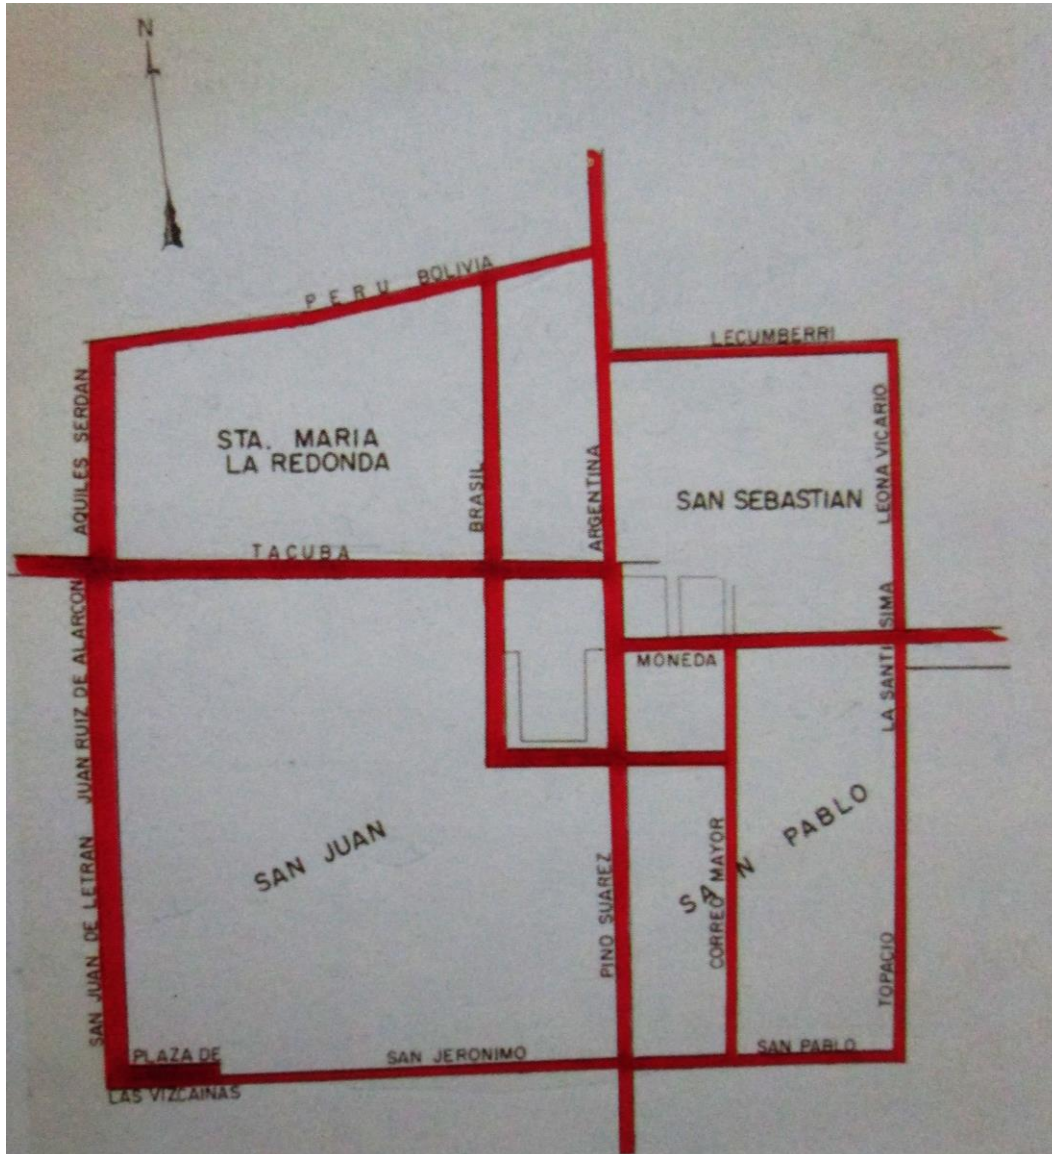 N
PERU BOLIVIA
LECUMBERRI
AQUILES SERDAN
STA. MARIA
LA REDONDA
BRASIL
ARGENTINA
SAN SEBASTIAN
LEONA VICARIO
TACUBA
JUAN RUIZ DE ALARCON
MONEDA
LA SANTISIMA
SAN JUAN
SAN PABLO
SAN JUAN DE LETRAN
PINO SUAREZ
CORREO MAYOR
TOPACIO
PLAZA DE
LAS VIZCAINAS
SAN JERONIMO
SAN PABLO